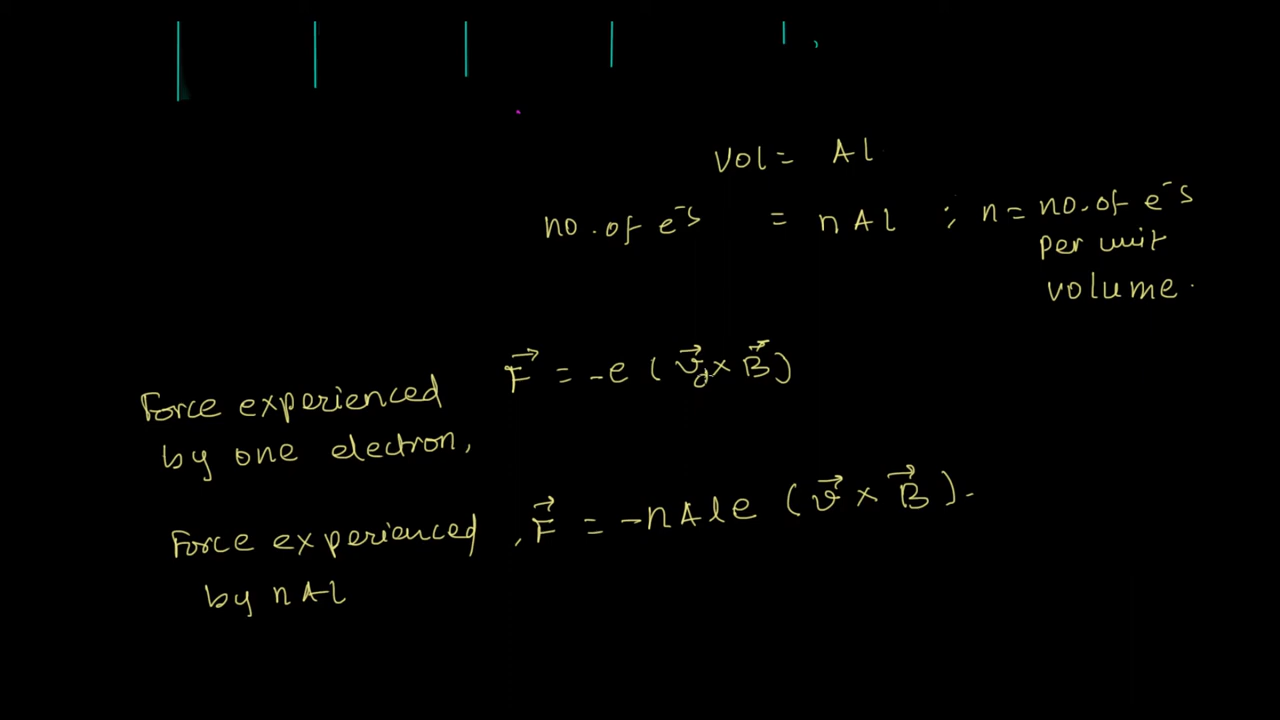 Vol = Al
no. of e⁻s = nAl ; n = no. of e⁻s
per unit
volume.
Force experienced F⃗ = -e (v⃗d × B⃗)
by one electron,
Force experienced , F⃗ = -nAle (v⃗ × B⃗).
by nAl